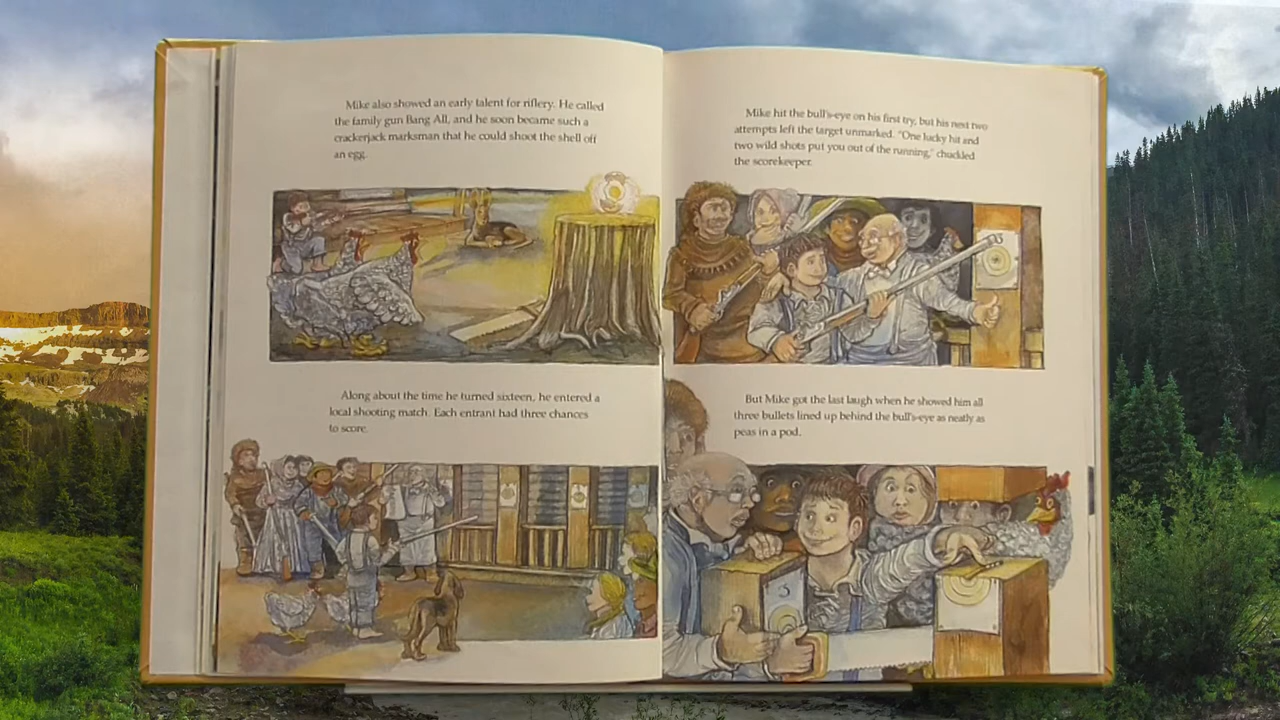 Mike also showed an early talent for riflery. He called
the family gun Bang All, and he soon became such a
crackerjack marksman that he could shoot the shell off
an egg.
Along about the time he turned sixteen, he entered a
local shooting match. Each entrant had three chances
to score.
Mike hit the bull's-eye on his first try, but his next two
attempts left the target unmarked. "One lucky hit and
two wild shots put you out of the running," chuckled
the scorekeeper.
But Mike got the last laugh when he showed him all
three bullets lined up behind the bull's-eye as neatly as
peas in a pod.